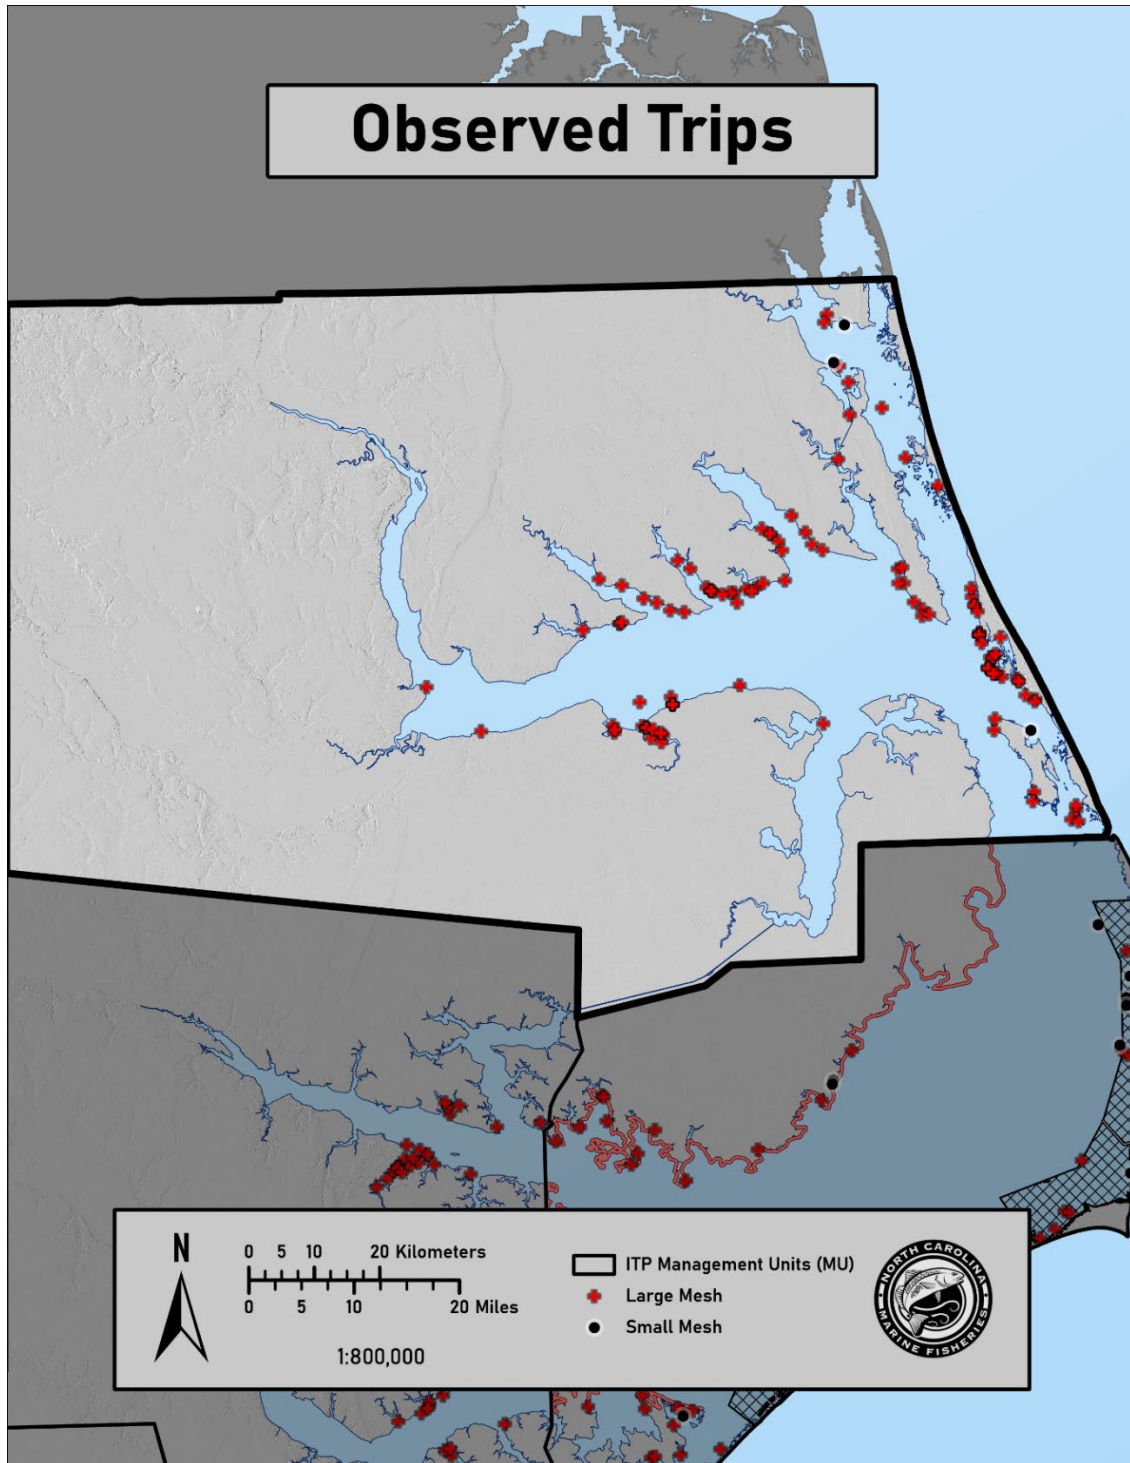 Observed Trips
N
0 5 10 20 Kilometers
0 5 10 20 Miles
1:800,000
ITP Management Units (MU)
Large Mesh
Small Mesh
NORTH CAROLINA
MARINE FISHERIES